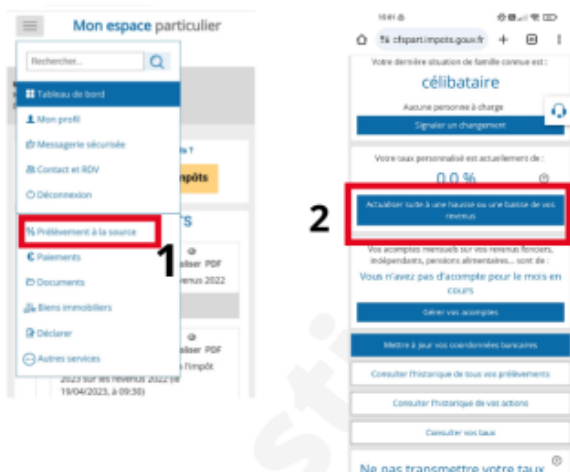 Mon espace particulier
Rechercher...
Tableau de bord
Mon profil
Messagerie sécurisée
Contact et RDV
Déconnexion
Prélèvement à la source
Paiements
Documents
Biens immobiliers
Déclarer
Autres services
1
?
mpôts
S
aliser PDF
venus 2022
aliser PDF
l'impôt
2023 sur les revenus 2022 (le
19/04/2023, à 09:30)
2
cfspart.impots.gouv.fr
Votre dernière situation de famille connue est :
célibataire
Aucune personne à charge
Signaler un changement
Votre taux personnalisé est actuellement de :
0.0 %
Actualiser suite à une hausse ou une baisse de vos
revenus
Vos acomptes mensuels sur vos revenus fonciers,
indépendants, pensions alimentaires... sont de :
Vous n'avez pas d'acompte pour le mois en
cours
Gérer vos acomptes
Mettre à jour vos coordonnées bancaires
Consulter l'historique de tous vos prélèvements
Consulter l'historique de vos actions
Consulter vos taux
Ne pas transmettre votre taux